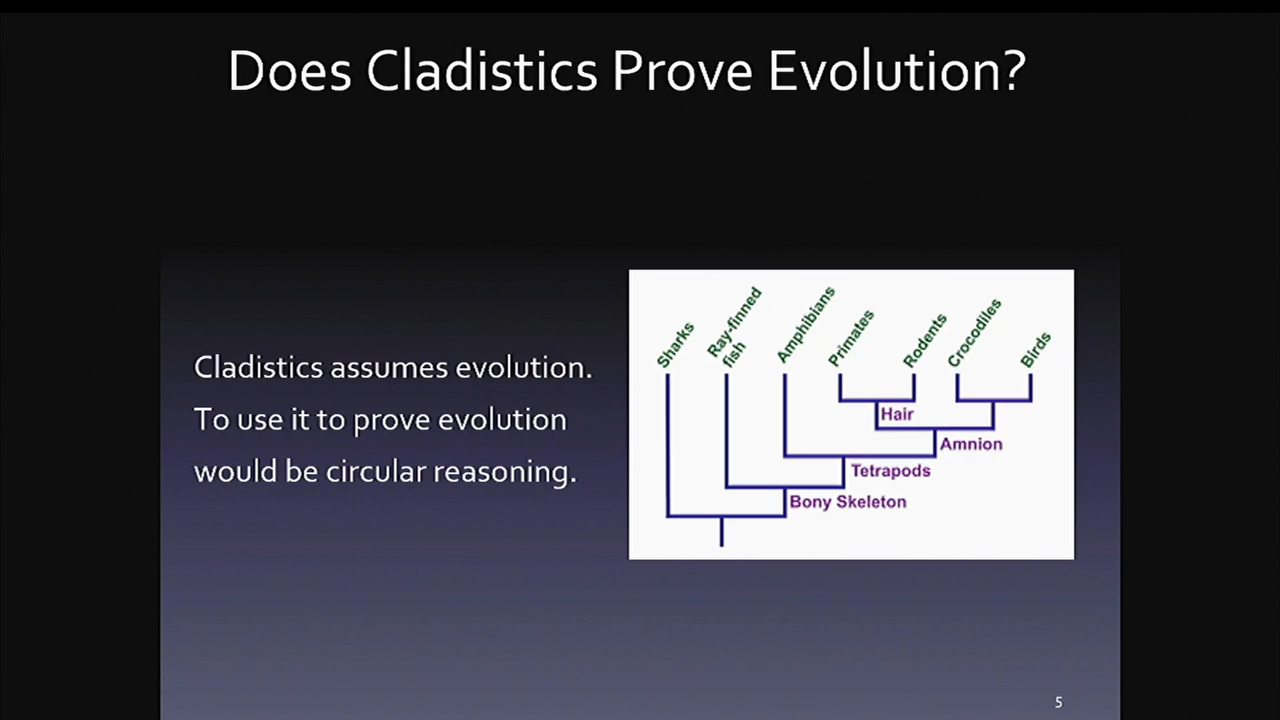 Does Cladistics Prove Evolution?
Cladistics assumes evolution.
To use it to prove evolution
would be circular reasoning.
Sharks
Ray-finned
fish
Amphibians
Primates
Rodents
Crocodiles
Birds
Hair
Amnion
Tetrapods
Bony Skeleton
5